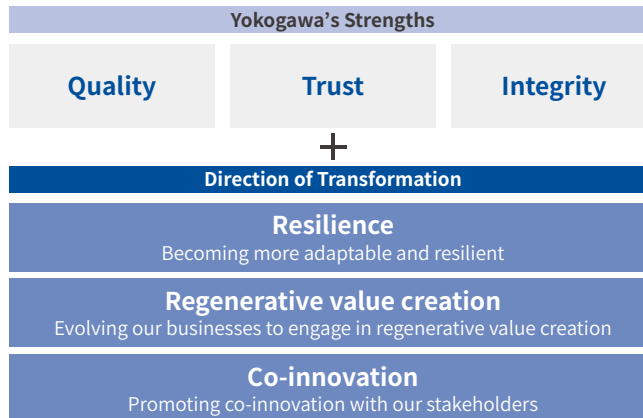 Yokogawa’s Strengths
Quality Trust Integrity
+
Direction of Transformation
Resilience
Becoming more adaptable and resilient
Regenerative value creation
Evolving our businesses to engage in regenerative value creation
Co-innovation
Promoting co-innovation with our stakeholders